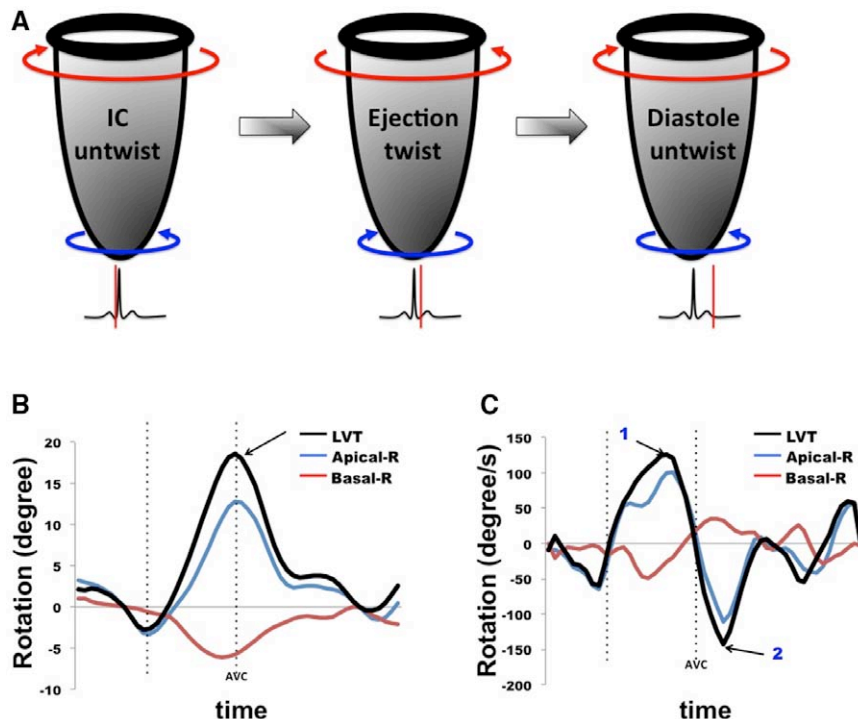 A
IC
untwist
Ejection
twist
Diastole
untwist
B
Rotation (degree)
20
15
10
5
0
-5
-10
LVT
Apical-R
Basal-R
AVC
time
C
Rotation (degree/s)
150
100
50
0
-50
-100
-150
-200
1
LVT
Apical-R
Basal-R
2
AVC
time